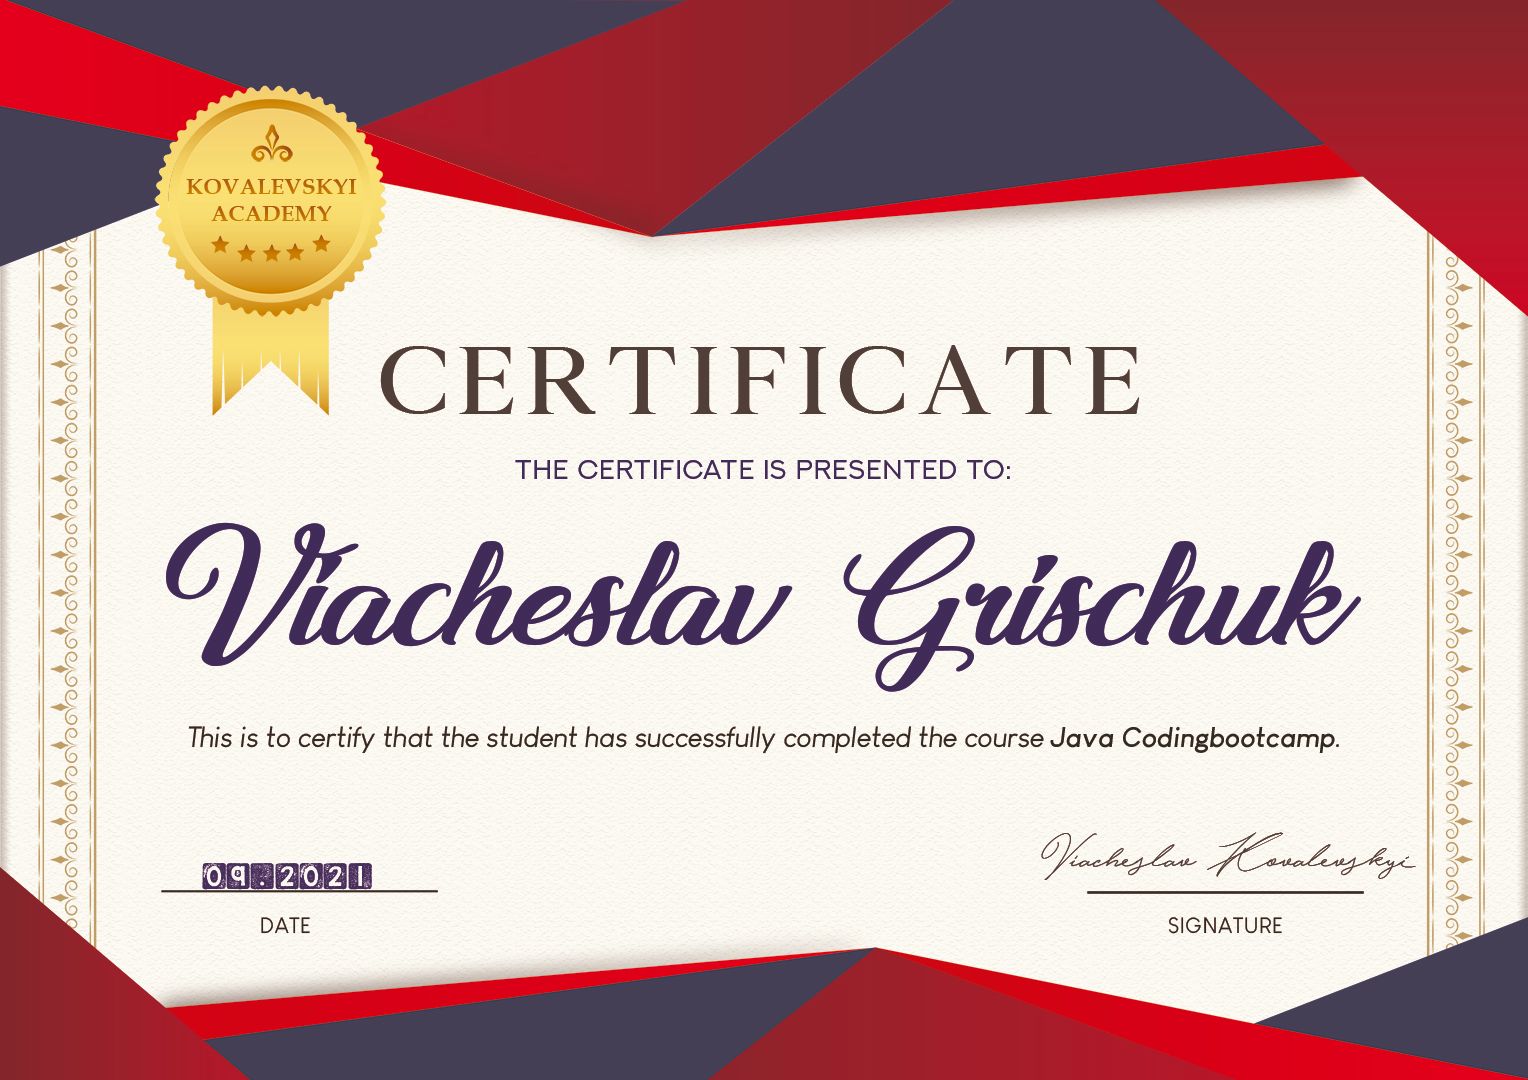 KOVALEVSKYI
ACADEMY
CERTIFICATE
THE CERTIFICATE IS PRESENTED TO:
Viacheslav Grischuk
This is to certify that the student has successfully completed the course Java Codingbootcamp.
09.2021
DATE
Viacheslav Kovalevskyi
SIGNATURE